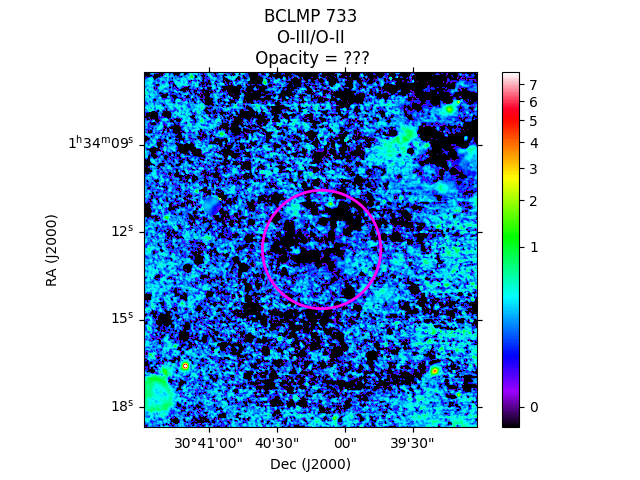 BCLMP 733
O-III/O-II
Opacity = ???
7
6
5
4
3
2
1
0
1ʰ34ᵐ09ˢ
12ˢ
15ˢ
18ˢ
RA (J2000)
30°41'00" 40'30" 00" 39'30"
Dec (J2000)